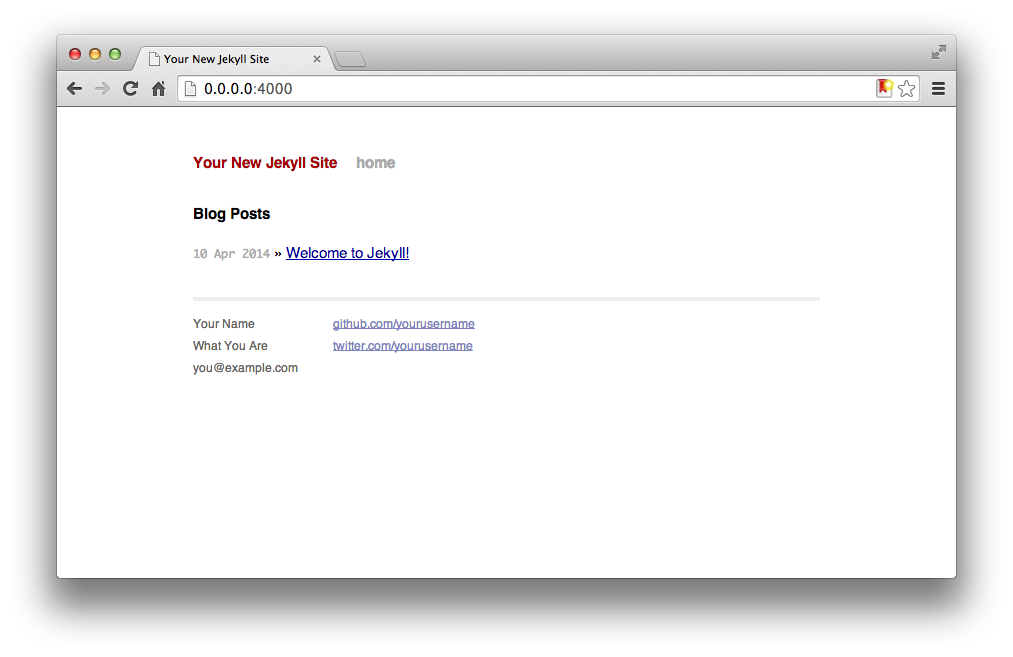 Your New Jekyll Site
0.0.0.0:4000
Your New Jekyll Site home
Blog Posts
10 Apr 2014 » Welcome to Jekyll!
Your Name github.com/yourusername
What You Are twitter.com/yourusername
you@example.com